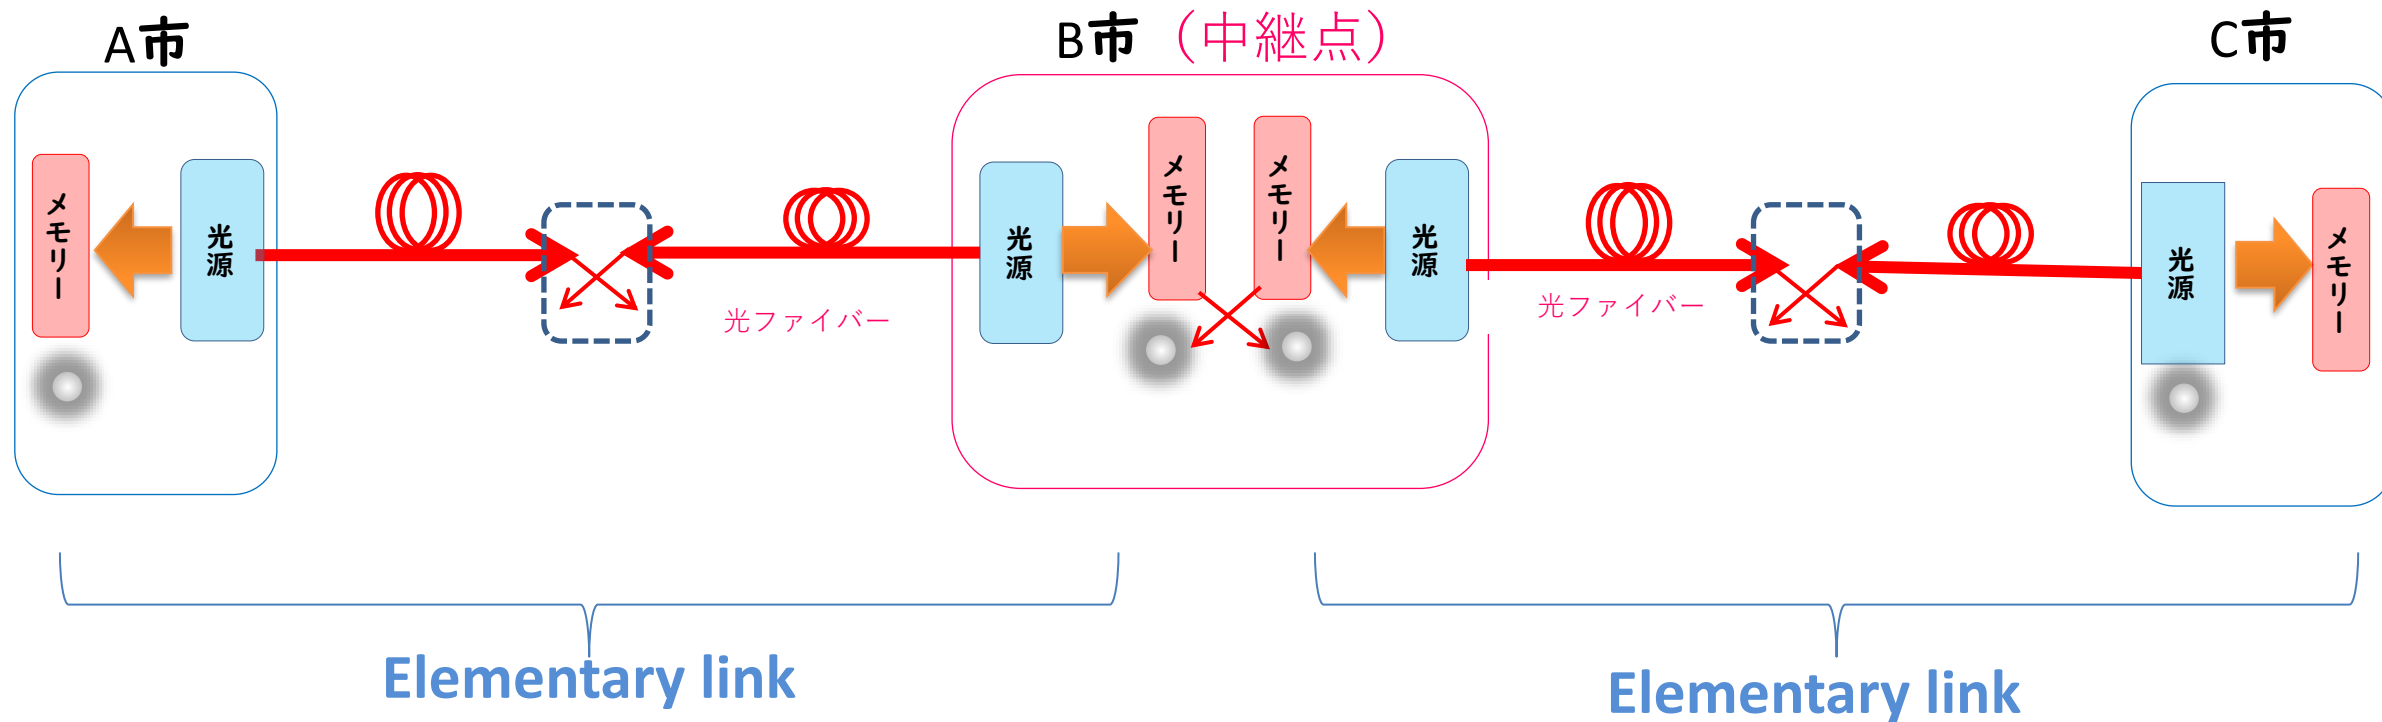 A市
B市（中継点）
C市
メモリー
光源
光源
メモリー
メモリー
光源
光源
メモリー
光ファイバー
光ファイバー
Elementary link
Elementary link